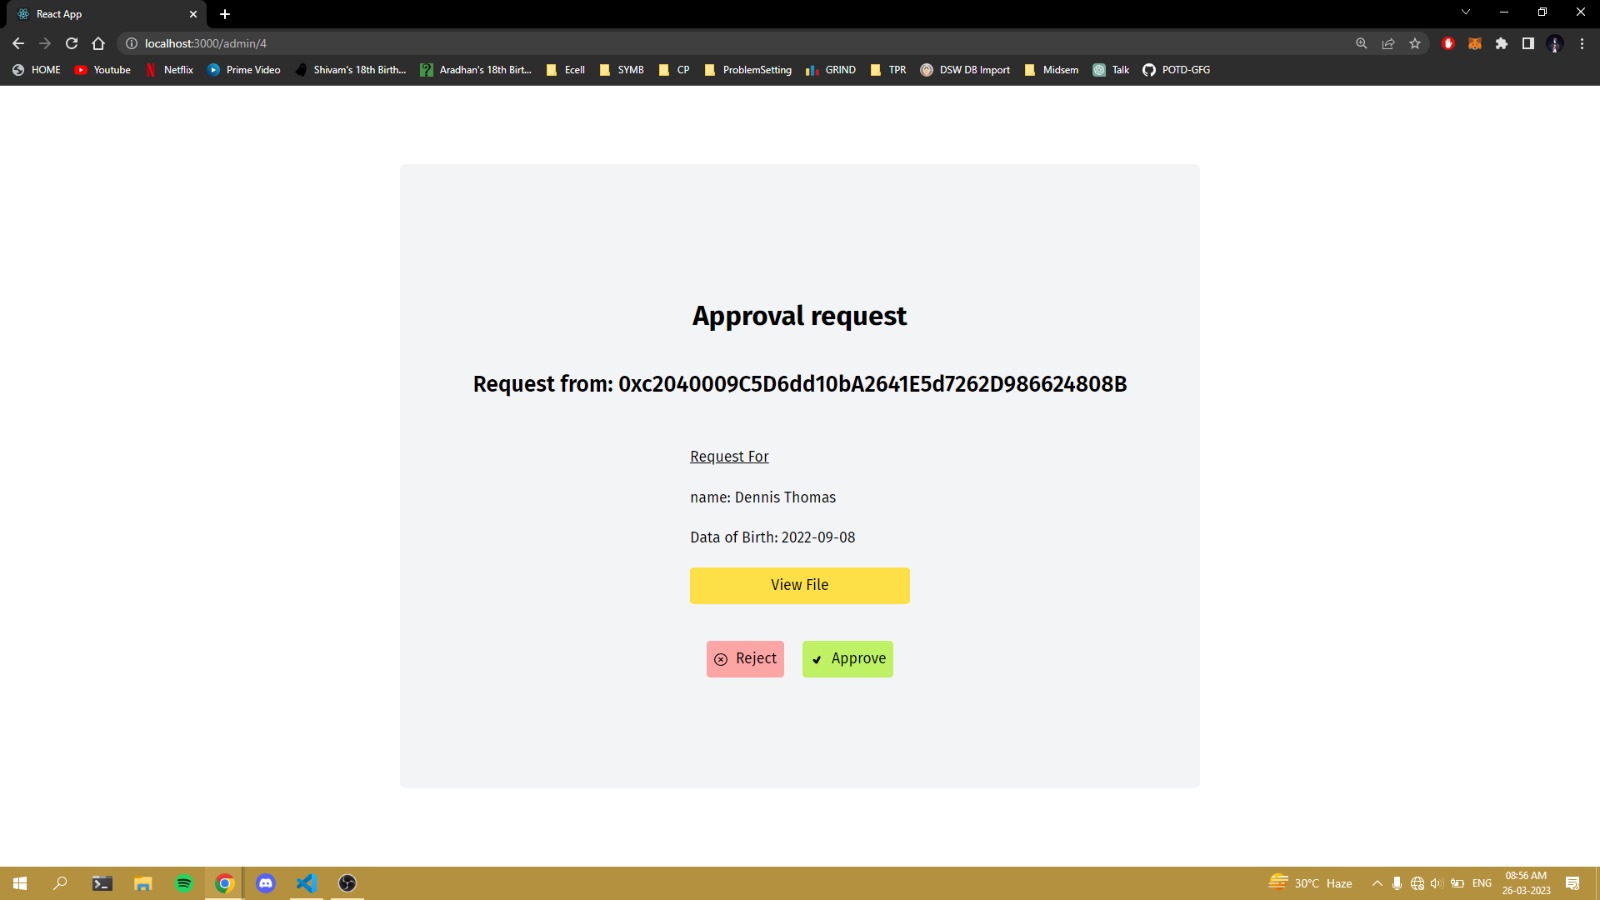 React App
localhost:3000/admin/4
HOME Youtube Netflix Prime Video Shivam's 18th Birth... Aradhan's 18th Birt... Ecell SYMB CP ProblemSetting GRIND TPR DSW DB Import Midsem Talk POTD-GFG
Approval request
Request from: 0xc2040009C5D6dd10bA2641E5d7262D986624808B
Request For
name: Dennis Thomas
Data of Birth: 2022-09-08
View File
Reject Approve
30°C Haze ENG 08:56 AM
26-03-2023